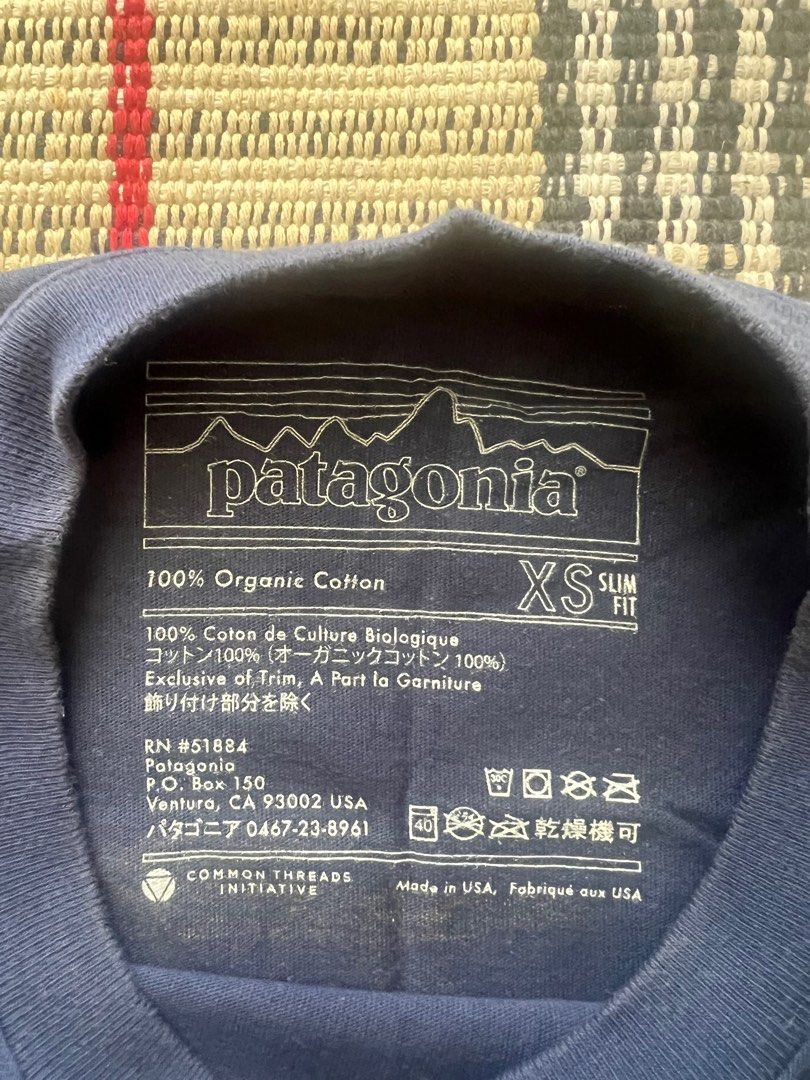 patagonia®
100% Organic Cotton
XS SLIM FIT
100% Coton de Culture Biologique
コットン100% (オーガニックコットン 100%)
Exclusive of Trim, A Part la Garniture
飾り付け部分を除く
RN #51884
Patagonia
P.O. Box 150
Ventura, CA 93002 USA
パタゴニア 0467-23-8961
30C
40 ドライ 乾燥機可
COMMON THREADS
INITIATIVE
Made in USA, Fabriqué aux USA